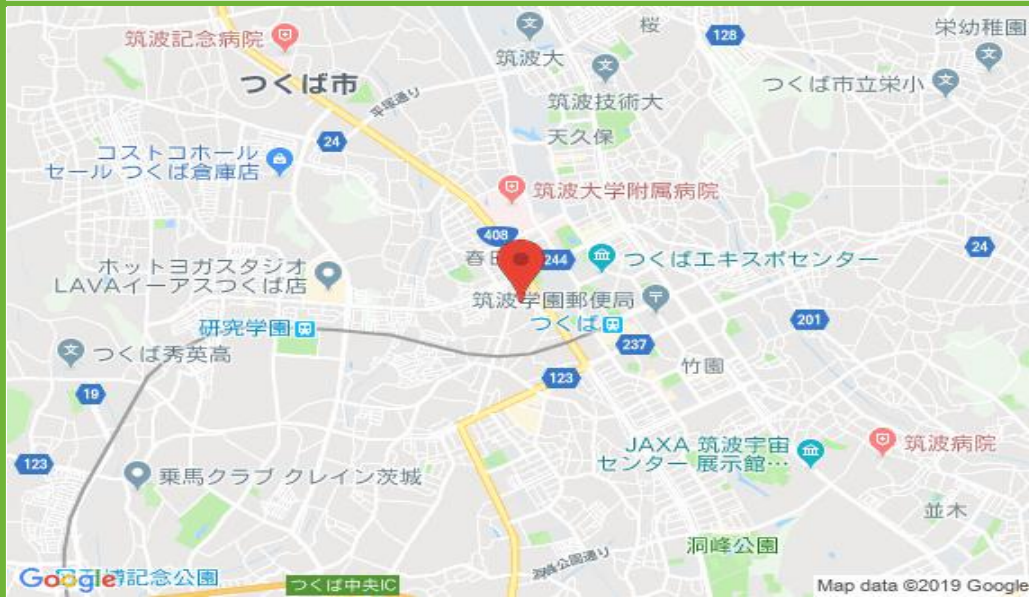 筑波記念病院
筑波大
桜
128
栄幼稚園
つくば市
平塚通り
筑波技術大
つくば市立栄小
天久保
24
コストコホール
セール つくば倉庫店
筑波大学附属病院
408
春日
244
つくばエキスポセンター
24
ホットヨガスタジオ
LAVAイーアスつくば店
筑波学園郵便局
研究学園
つくば
201
つくば秀英高
237
竹園
19
123
JAXA 筑波宇宙
センター 展示館…
筑波病院
123
乗馬クラブ クレイン茨城
並木
洞峰公園
洞峰公園通り
Google
博記念公園
つくば中央IC
Map data ©2019 Google